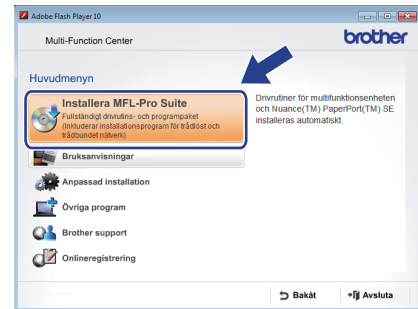 Adobe Flash Player 10
Multi-Function Center
brother
Huvudmenyn
Installera MFL-Pro Suite
Fullständigt drivrutins- och programpaket
(Inkluderar installationsprogram för trådlöst och
trådbundet nätverk)
Drivrutiner för multifunktionsenheten
och Nuance(TM) PaperPort(TM) SE
installeras automatiskt.
Bruksanvisningar
Anpassad installation
Övriga program
Brother support
Onlineregistrering
Bakåt
Avsluta